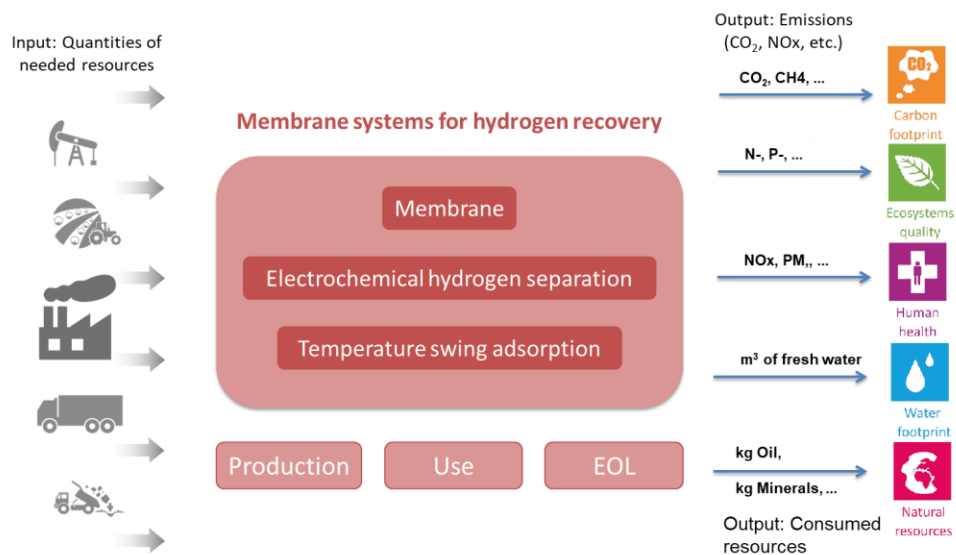 Input: Quantities of
needed resources
Membrane systems for hydrogen recovery
Membrane
Electrochemical hydrogen separation
Temperature swing adsorption
Production
Use
EOL
Output: Emissions
(CO₂, NOx, etc.)
CO₂, CH4, ...
CO₂
Carbon
footprint
N-, P-, ...
Ecosystems
quality
NOx, PM,, ...
Human
health
m³ of fresh water
Water
footprint
kg Oil,
kg Minerals, ...
Natural
resources
Output: Consumed
resources